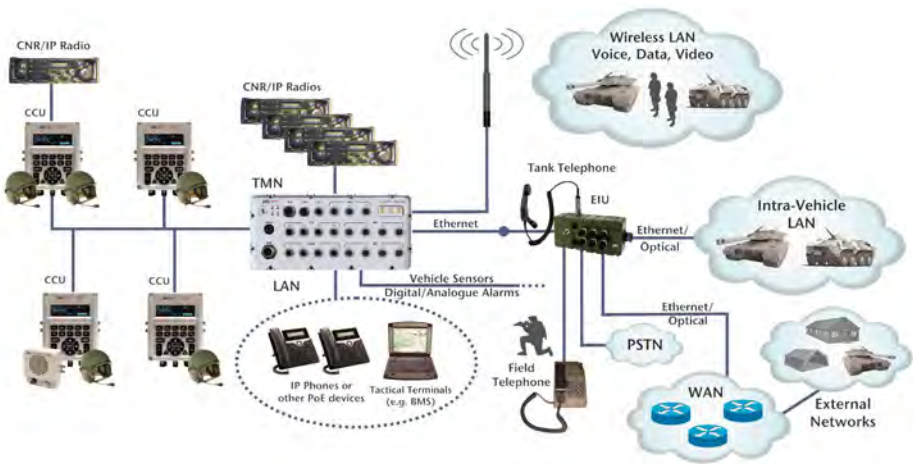 CNR/IP Radio
CCU
CCU
CNR/IP Radios
Wireless LAN
Voice, Data, Video
TMN
Tank Telephone
EIU
Ethernet
Ethernet/
Optical
Intra-Vehicle
LAN
CCU
CCU
LAN
Vehicle Sensors
Digital/Analogue Alarms
Ethernet/
Optical
IP Phones or
other PoE devices
Tactical Terminals
(e.g. BMS)
Field
Telephone
PSTN
WAN
External
Networks